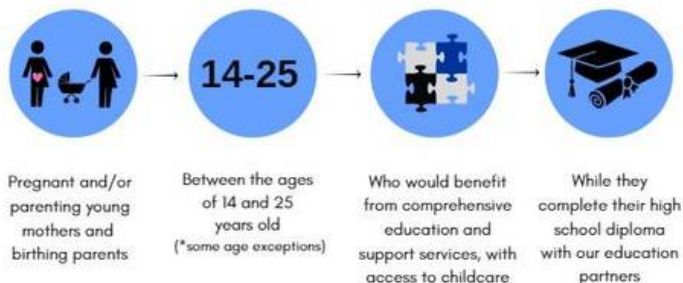 14-25
Pregnant and/or
parenting young
mothers and
birthing parents
Between the ages
of 14 and 25
years old
(*some age exceptions)
Who would benefit
from comprehensive
education and
support services, with
access to childcare
While they
complete their high
school diploma
with our education
partners